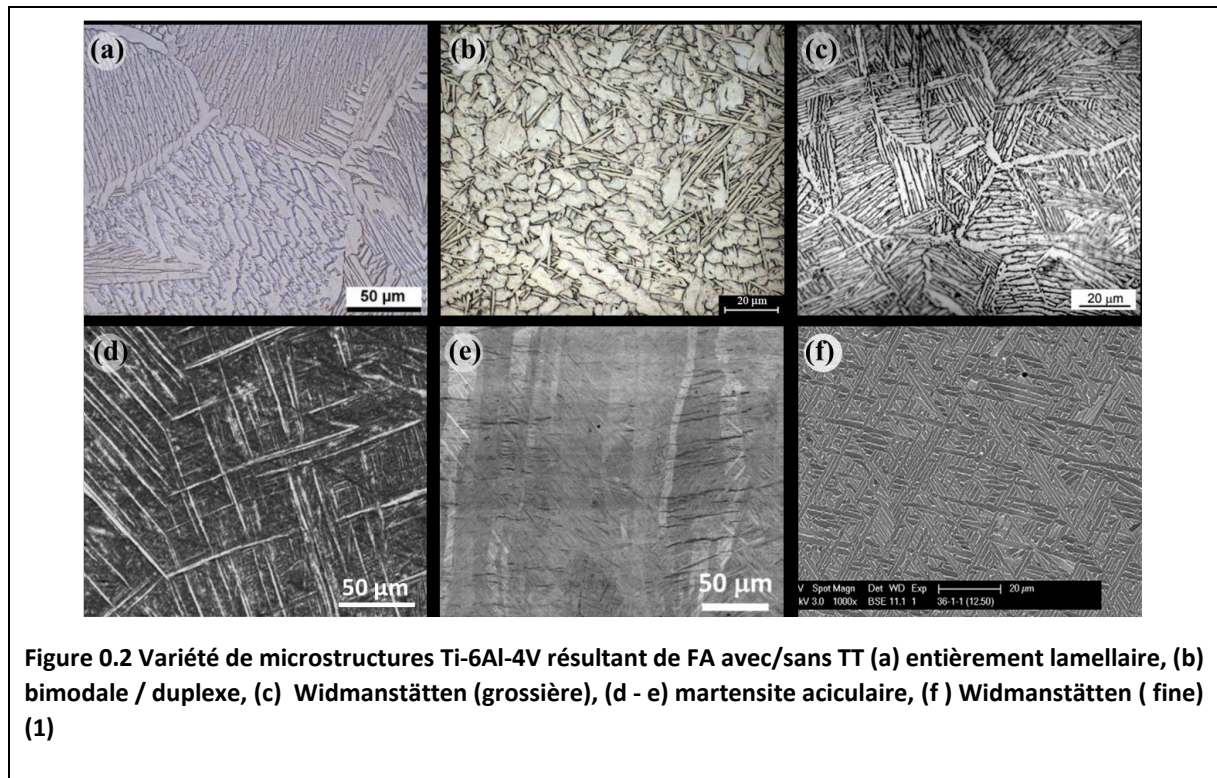 (a)
50 µm
(b)
20 µm
(c)
20 µm
(d)
50 µm
(e)
50 µm
(f)
V Spot Magn Det WD Exp 20 µm
kV 3.0 1000x BSE 11.1 1 36-1-1 (12.50)
Figure 0.2 Variété de microstructures Ti-6Al-4V résultant de FA avec/sans TT (a) entièrement lamellaire, (b)
bimodale / duplexe, (c) Widmanstätten (grossière), (d - e) martensite aciculaire, (f ) Widmanstätten ( fine)
(1)